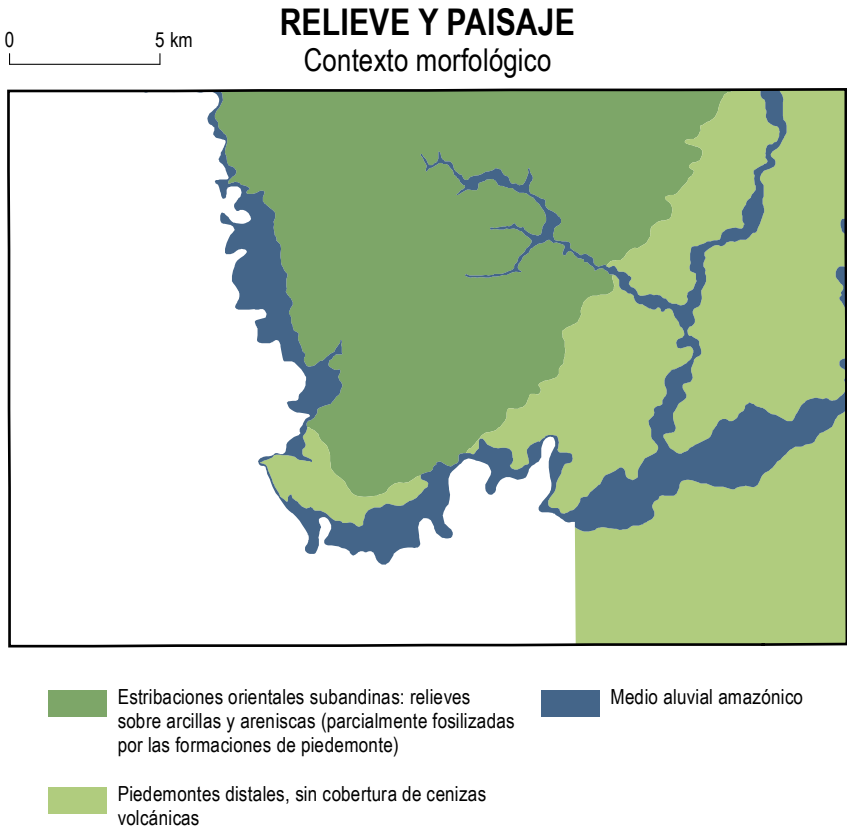 RELIEVE Y PAISAJE
Contexto morfológico
0 5 km
Estribaciones orientales subandinas: relieves
sobre arcillas y areniscas (parcialmente fosilizadas
por las formaciones de piedemonte)
Medio aluvial amazónico
Piedemontes distales, sin cobertura de cenizas
volcánicas